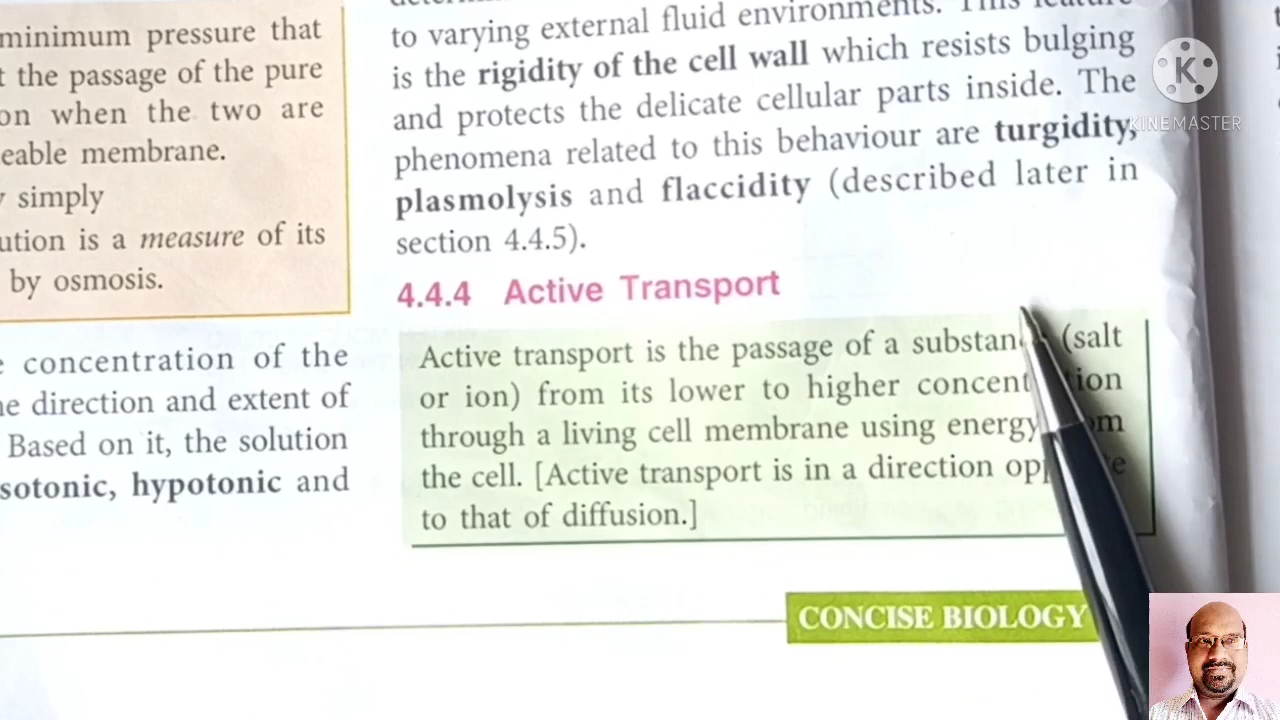 minimum pressure that
the passage of the pure
on when the two are
eable membrane.
simply
ution is a measure of its
by osmosis.
concentration of the
direction and extent of
Based on it, the solution
sotonic, hypotonic and
to varying external fluid environments. This feature
is the rigidity of the cell wall which resists bulging
and protects the delicate cellular parts inside. The
phenomena related to this behaviour are turgidity,
plasmolysis and flaccidity (described later in
section 4.4.5).
4.4.4 Active Transport
Active transport is the passage of a substan (salt
or ion) from its lower to higher concent ion
through a living cell membrane using energy om
the cell. [Active transport is in a direction opp e
to that of diffusion.]
CONCISE BIOLOGY
K
KINEMASTER